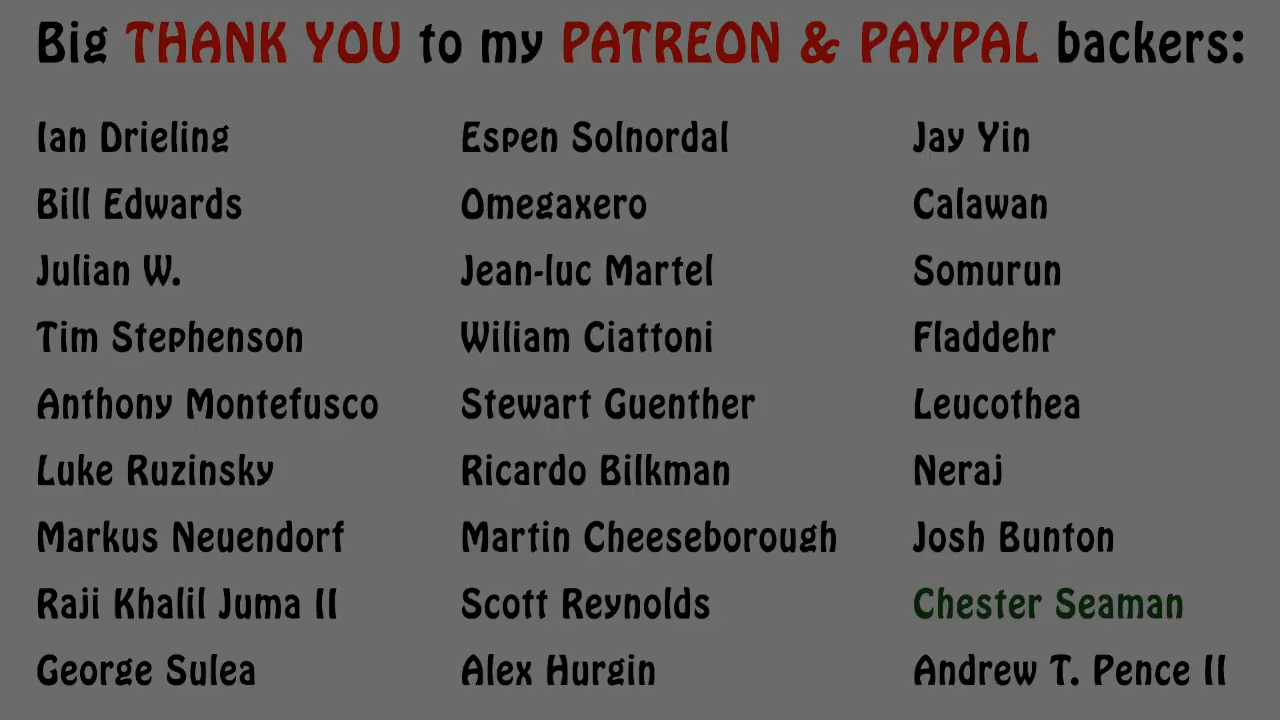 Big THANK YOU to my PATREON & PAYPAL backers:
Ian Drieling
Bill Edwards
Julian W.
Tim Stephenson
Anthony Montefusco
Luke Ruzinsky
Markus Neuendorf
Raji Khalil Juma II
George Sulea
Espen Solnordal
Omegaxero
Jean-luc Martel
Wiliam Ciattoni
Stewart Guenther
Ricardo Bilkman
Martin Cheeseborough
Scott Reynolds
Alex Hurgin
Jay Yin
Calawan
Somurun
Fladdehr
Leucothea
Neraj
Josh Bunton
Chester Seaman
Andrew T. Pence II